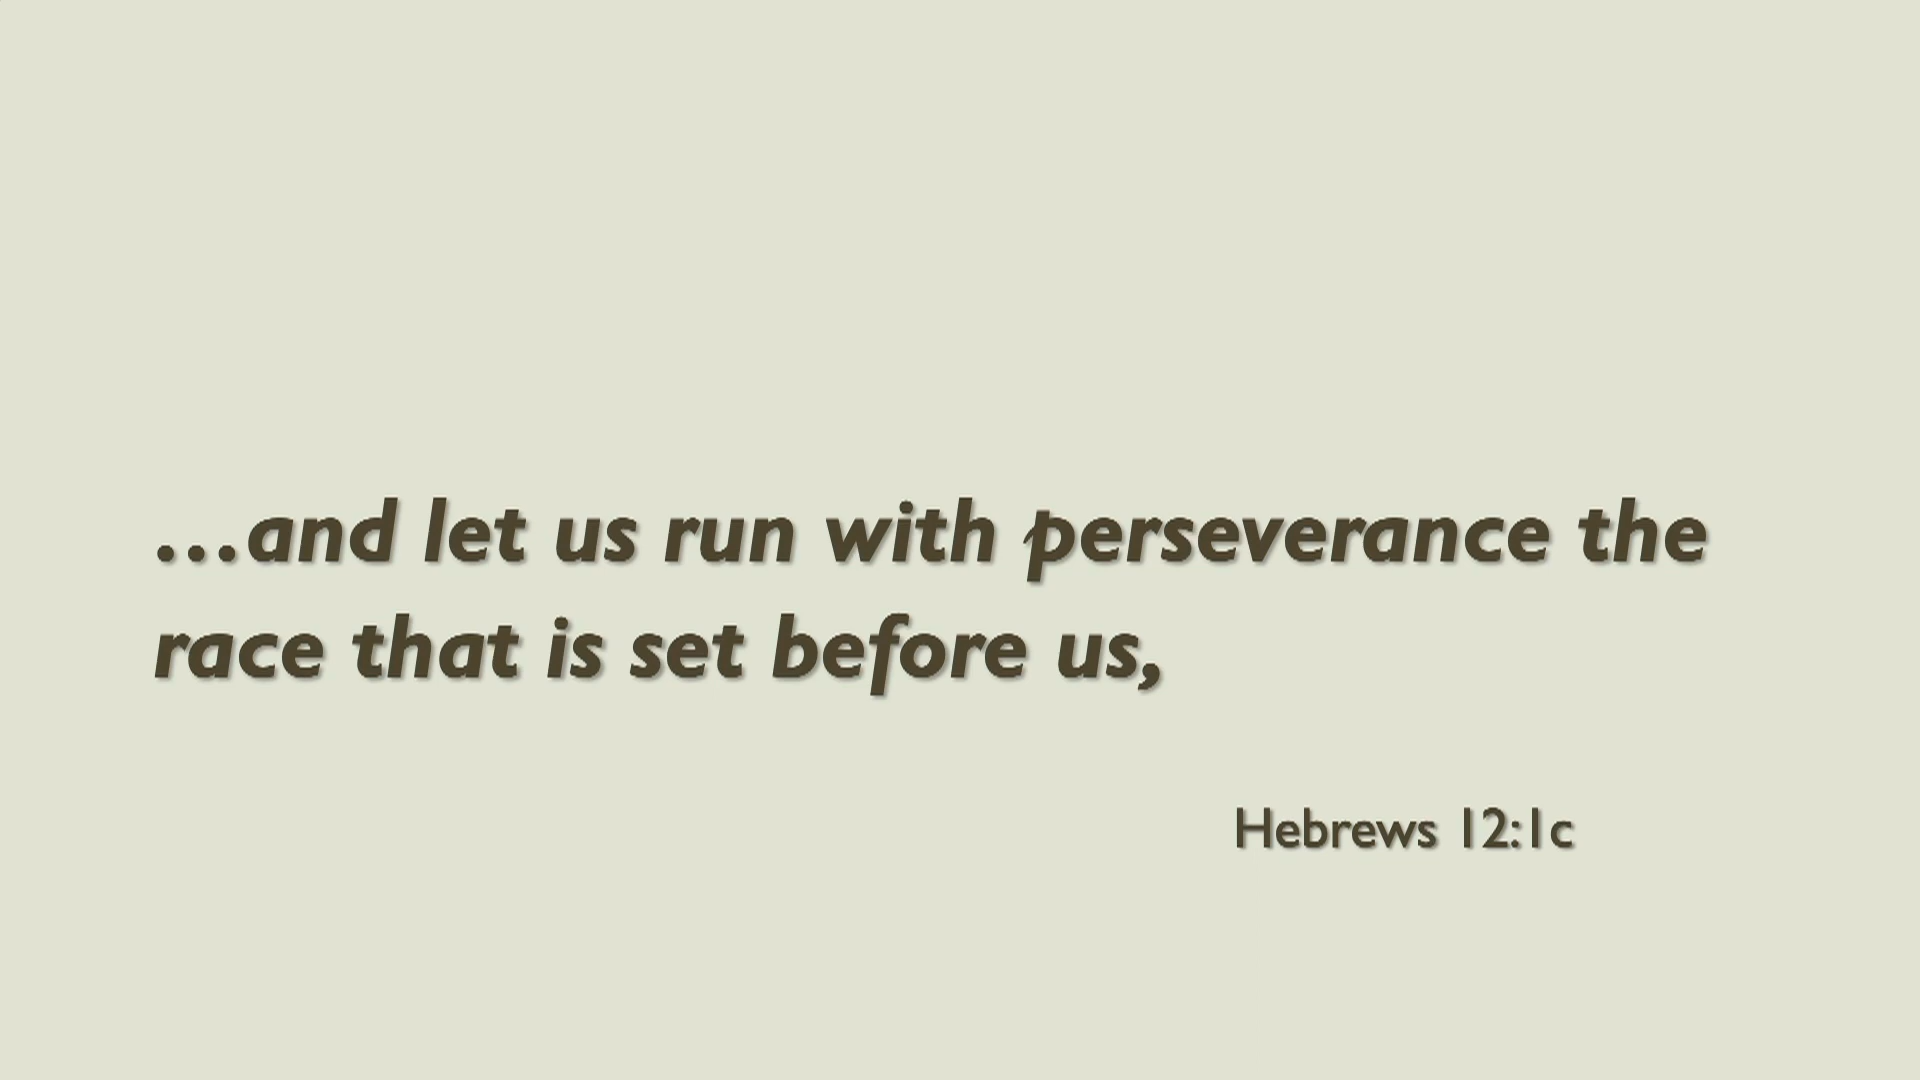 …and let us run with perseverance the
race that is set before us,
Hebrews 12:1c